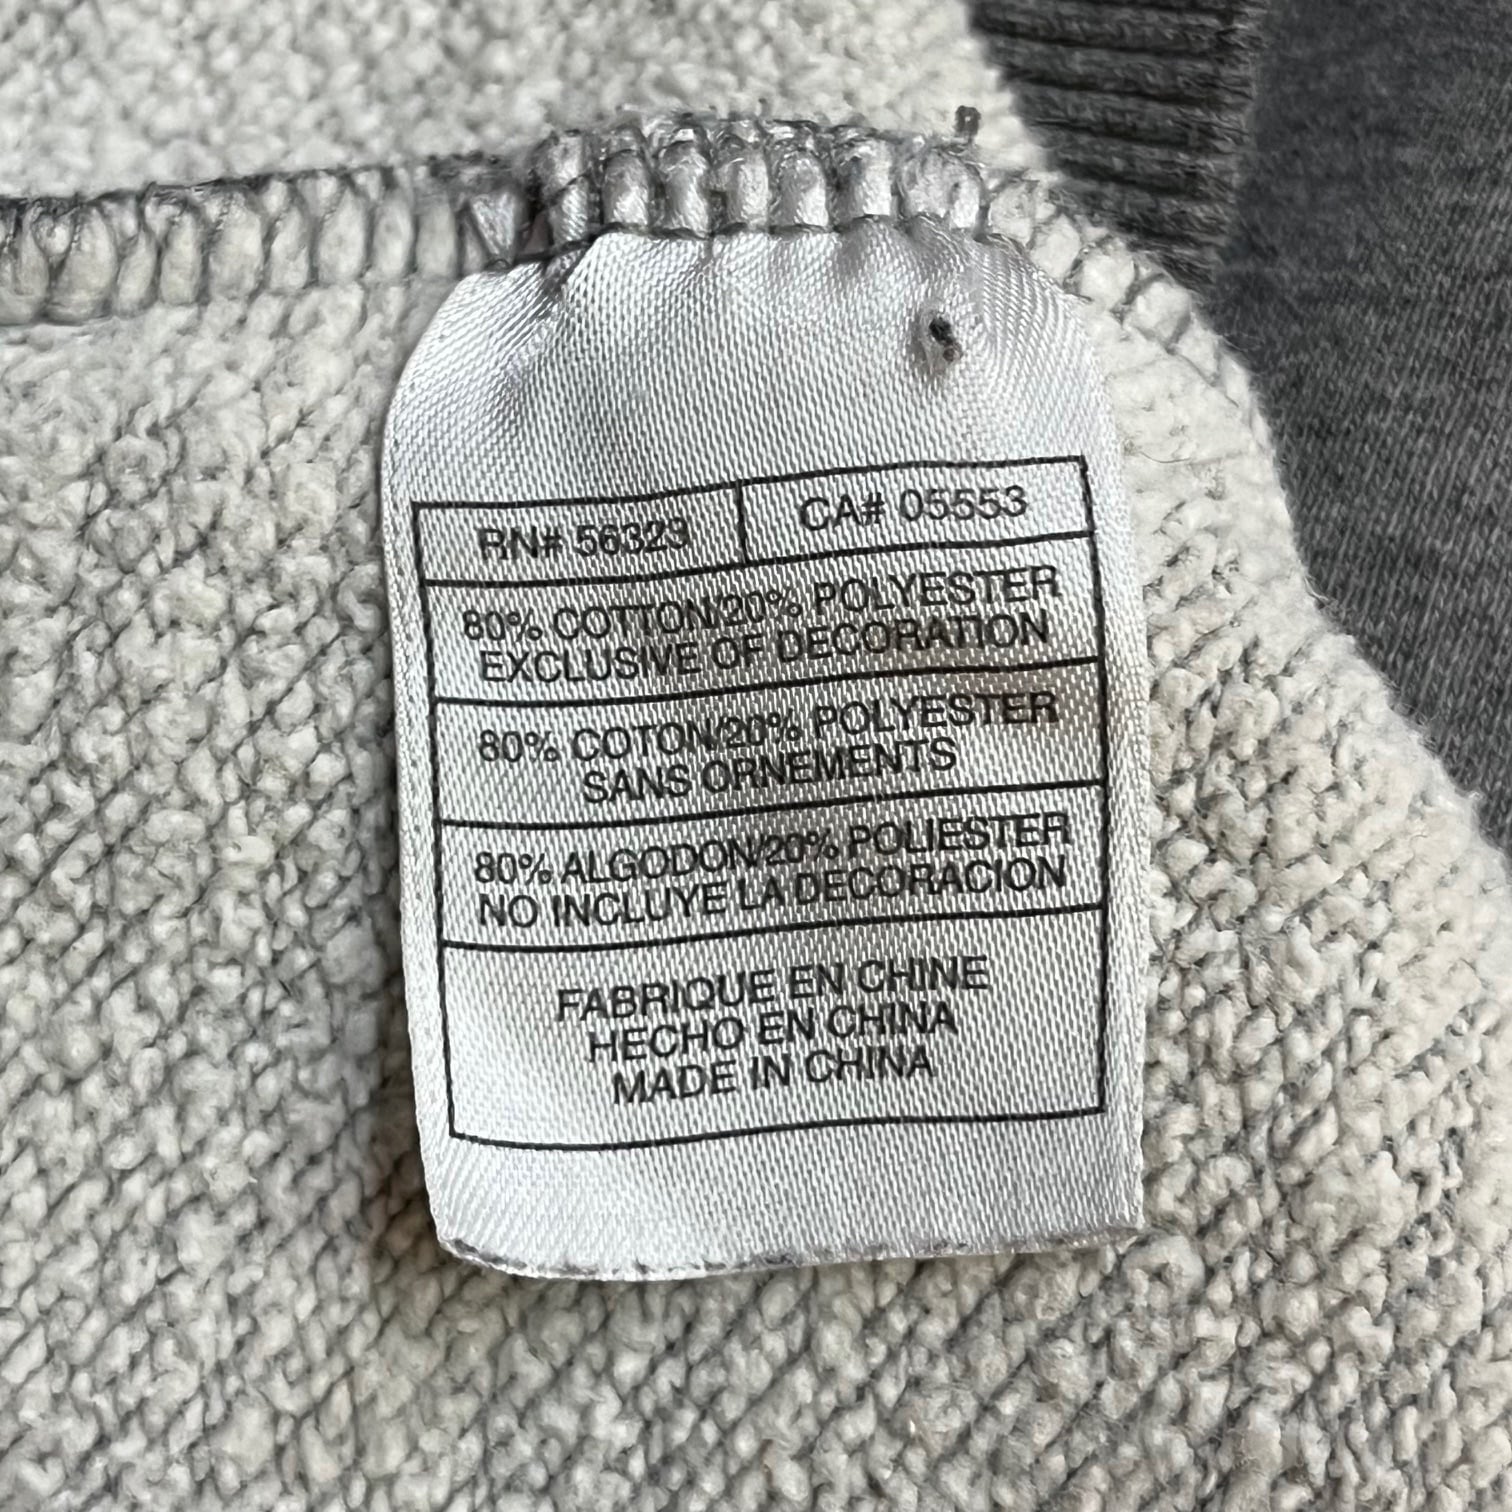 RN# 56323
CA# 05553
80% COTTON/20% POLYESTER
EXCLUSIVE OF DECORATION
80% COTON/20% POLYESTER
SANS ORNEMENTS
80% ALGODON/20% POLIESTER
NO INCLUYE LA DECORACION
FABRIQUE EN CHINE
HECHO EN CHINA
MADE IN CHINA